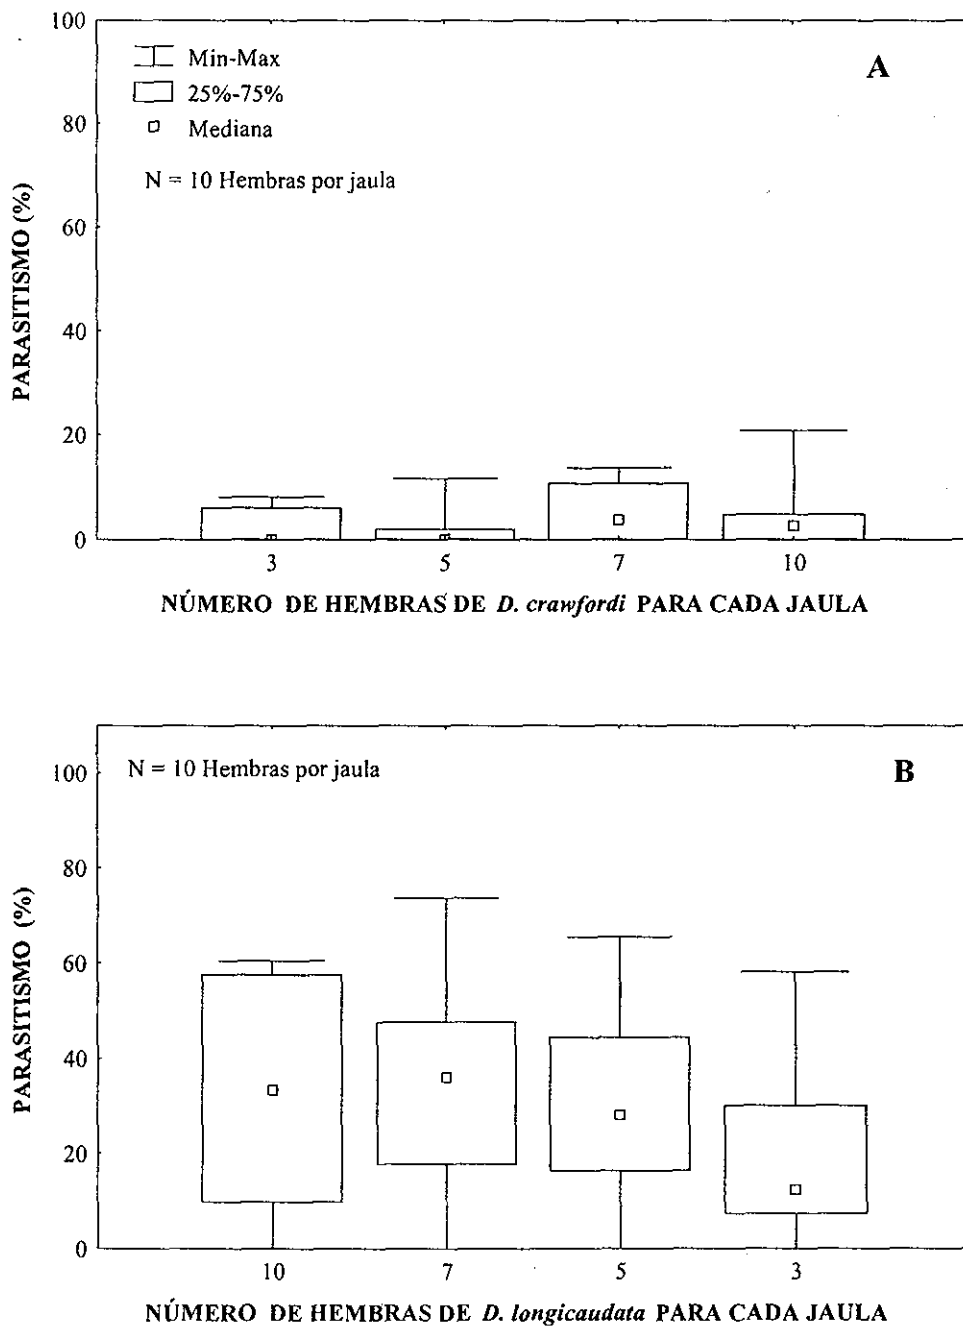 100
80
60
40
20
0
PARASITISMO (%)
Min-Max
25%-75%
Mediana
N = 10 Hembras por jaula
A
3 5 7 10
NÚMERO DE HEMBRAS DE D. crawfordi PARA CADA JAULA
100
80
60
40
20
0
PARASITISMO (%)
N = 10 Hembras por jaula
B
10 7 5 3
NÚMERO DE HEMBRAS DE D. longicaudata PARA CADA JAULA